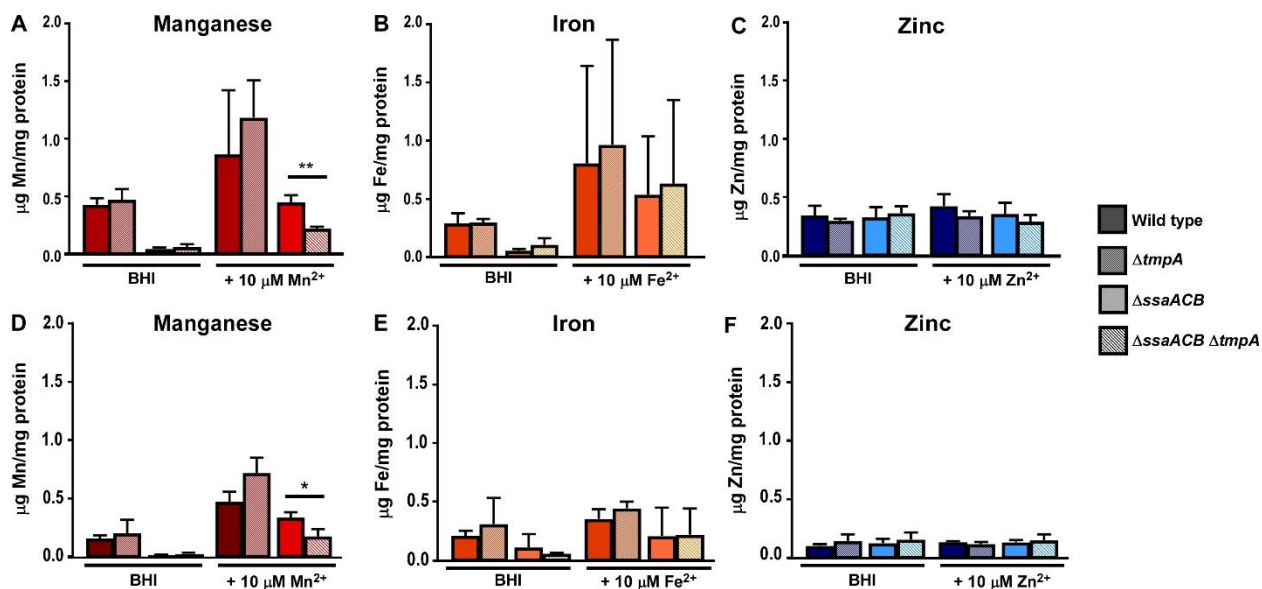 A Manganese
2.0
1.5
1.0
0.5
0.0
µg Mn/mg protein
**
BHI
+ 10 µM Mn²⁺
B Iron
2.0
1.5
1.0
0.5
0.0
µg Fe/mg protein
BHI
+ 10 µM Fe²⁺
C Zinc
2.0
1.5
1.0
0.5
0.0
µg Zn/mg protein
BHI
+ 10 µM Zn²⁺
Wild type
ΔtmpA
ΔssaACB
ΔssaACB ΔtmpA
D Manganese
2.0
1.5
1.0
0.5
0.0
µg Mn/mg protein
*
BHI
+ 10 µM Mn²⁺
E Iron
2.0
1.5
1.0
0.5
0.0
µg Fe/mg protein
BHI
+ 10 µM Fe²⁺
F Zinc
2.0
1.5
1.0
0.5
0.0
µg Zn/mg protein
BHI
+ 10 µM Zn²⁺